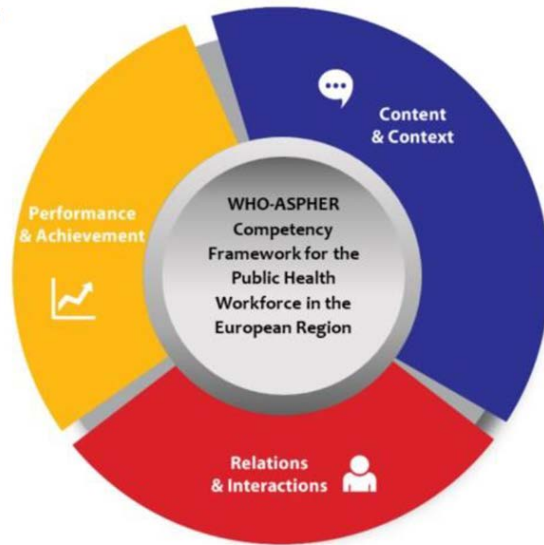 Content
& Context
Performance
& Achievement
WHO-ASPHER
Competency
Framework for the
Public Health
Workforce in the
European Region
Relations
& Interactions